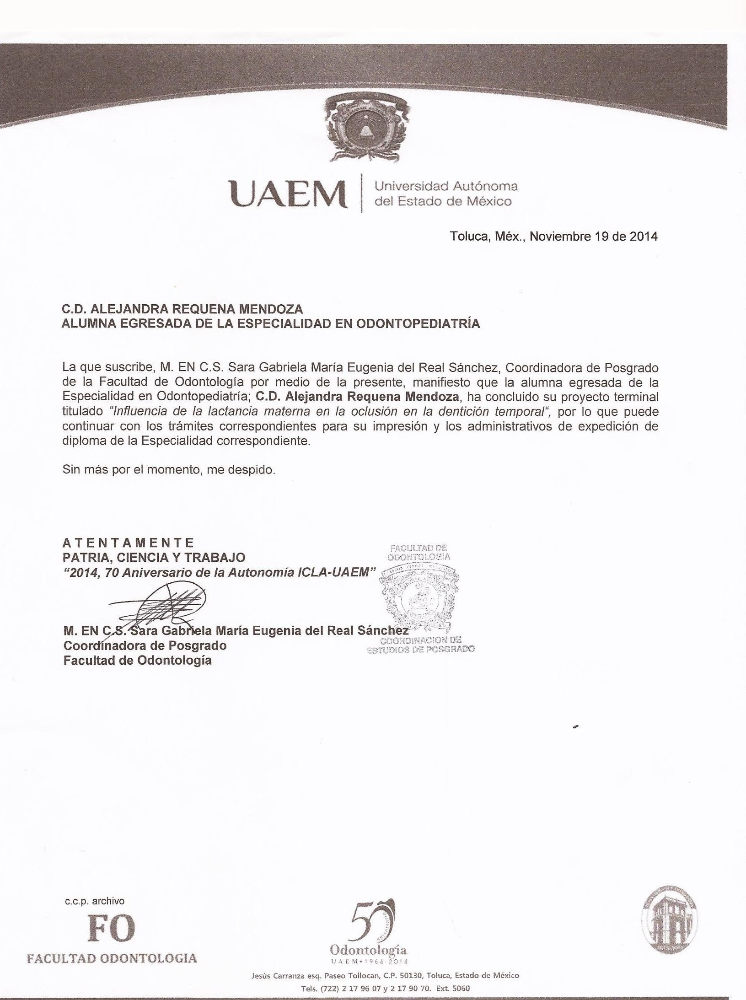 UAEM
Universidad Autónoma
del Estado de México
Toluca, Méx., Noviembre 19 de 2014
C.D. ALEJANDRA REQUENA MENDOZA
ALUMNA EGRESADA DE LA ESPECIALIDAD EN ODONTOPEDIATRÍA
La que suscribe, M. EN C.S. Sara Gabriela María Eugenia del Real Sánchez, Coordinadora de Posgrado
de la Facultad de Odontología por medio de la presente, manifiesto que la alumna egresada de la
Especialidad en Odontopediatría; C.D. Alejandra Requena Mendoza, ha concluido su proyecto terminal
titulado “Influencia de la lactancia materna en la oclusión en la dentición temporal“, por lo que puede
continuar con los trámites correspondientes para su impresión y los administrativos de expedición de
diploma de la Especialidad correspondiente.
Sin más por el momento, me despido.
A T E N T A M E N T E
PATRIA, CIENCIA Y TRABAJO
“2014, 70 Aniversario de la Autonomía ICLA-UAEM”
FACULTAD DE
ODONTOLOGIA
ESTADOS UNIDOS MEXICANOS
M. EN C.S. Sara Gabriela María Eugenia del Real Sánchez
Coordinadora de Posgrado
Facultad de Odontología
COORDINACION DE
ESTUDIOS DE POSGRADO
c.c.p. archivo
FO
FACULTAD ODONTOLOGIA
50
Aniversario
Odontología
UAEM•1964-2014
Jesús Carranza esq. Paseo Tollocan, C.P. 50130, Toluca, Estado de México
Tels. (722) 2 17 96 07 y 2 17 90 70. Ext. 5060